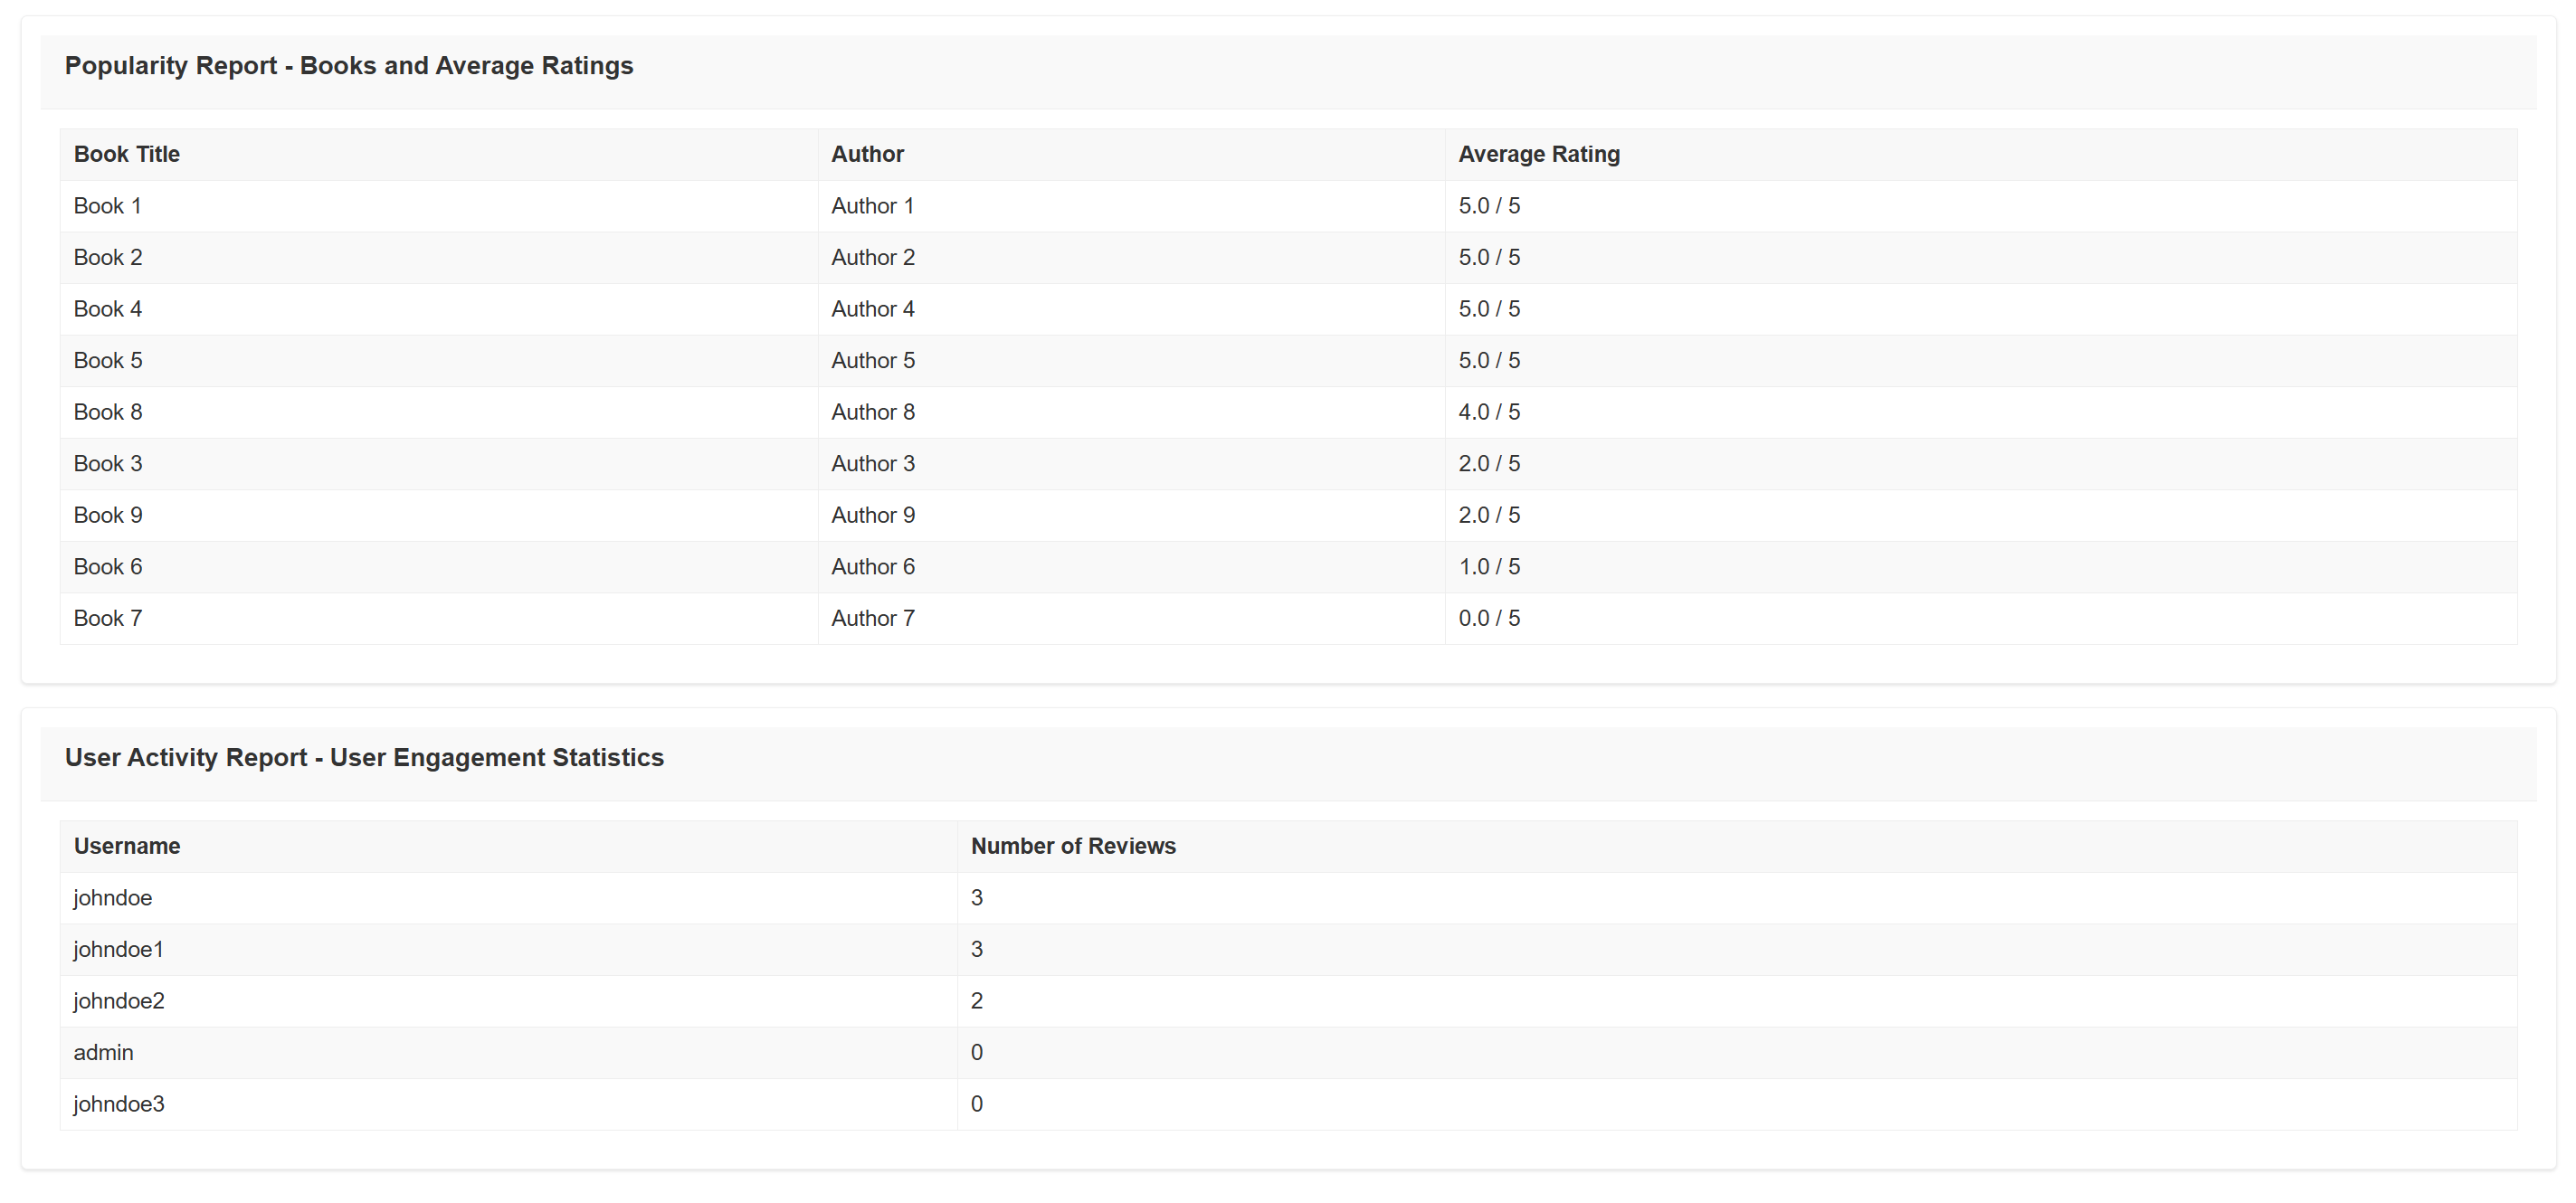 Popularity Report - Books and Average Ratings
Book Title Author Average Rating
Book 1 Author 1 5.0 / 5
Book 2 Author 2 5.0 / 5
Book 4 Author 4 5.0 / 5
Book 5 Author 5 5.0 / 5
Book 8 Author 8 4.0 / 5
Book 3 Author 3 2.0 / 5
Book 9 Author 9 2.0 / 5
Book 6 Author 6 1.0 / 5
Book 7 Author 7 0.0 / 5
User Activity Report - User Engagement Statistics
Username Number of Reviews
johndoe 3
johndoe1 3
johndoe2 2
admin 0
johndoe3 0